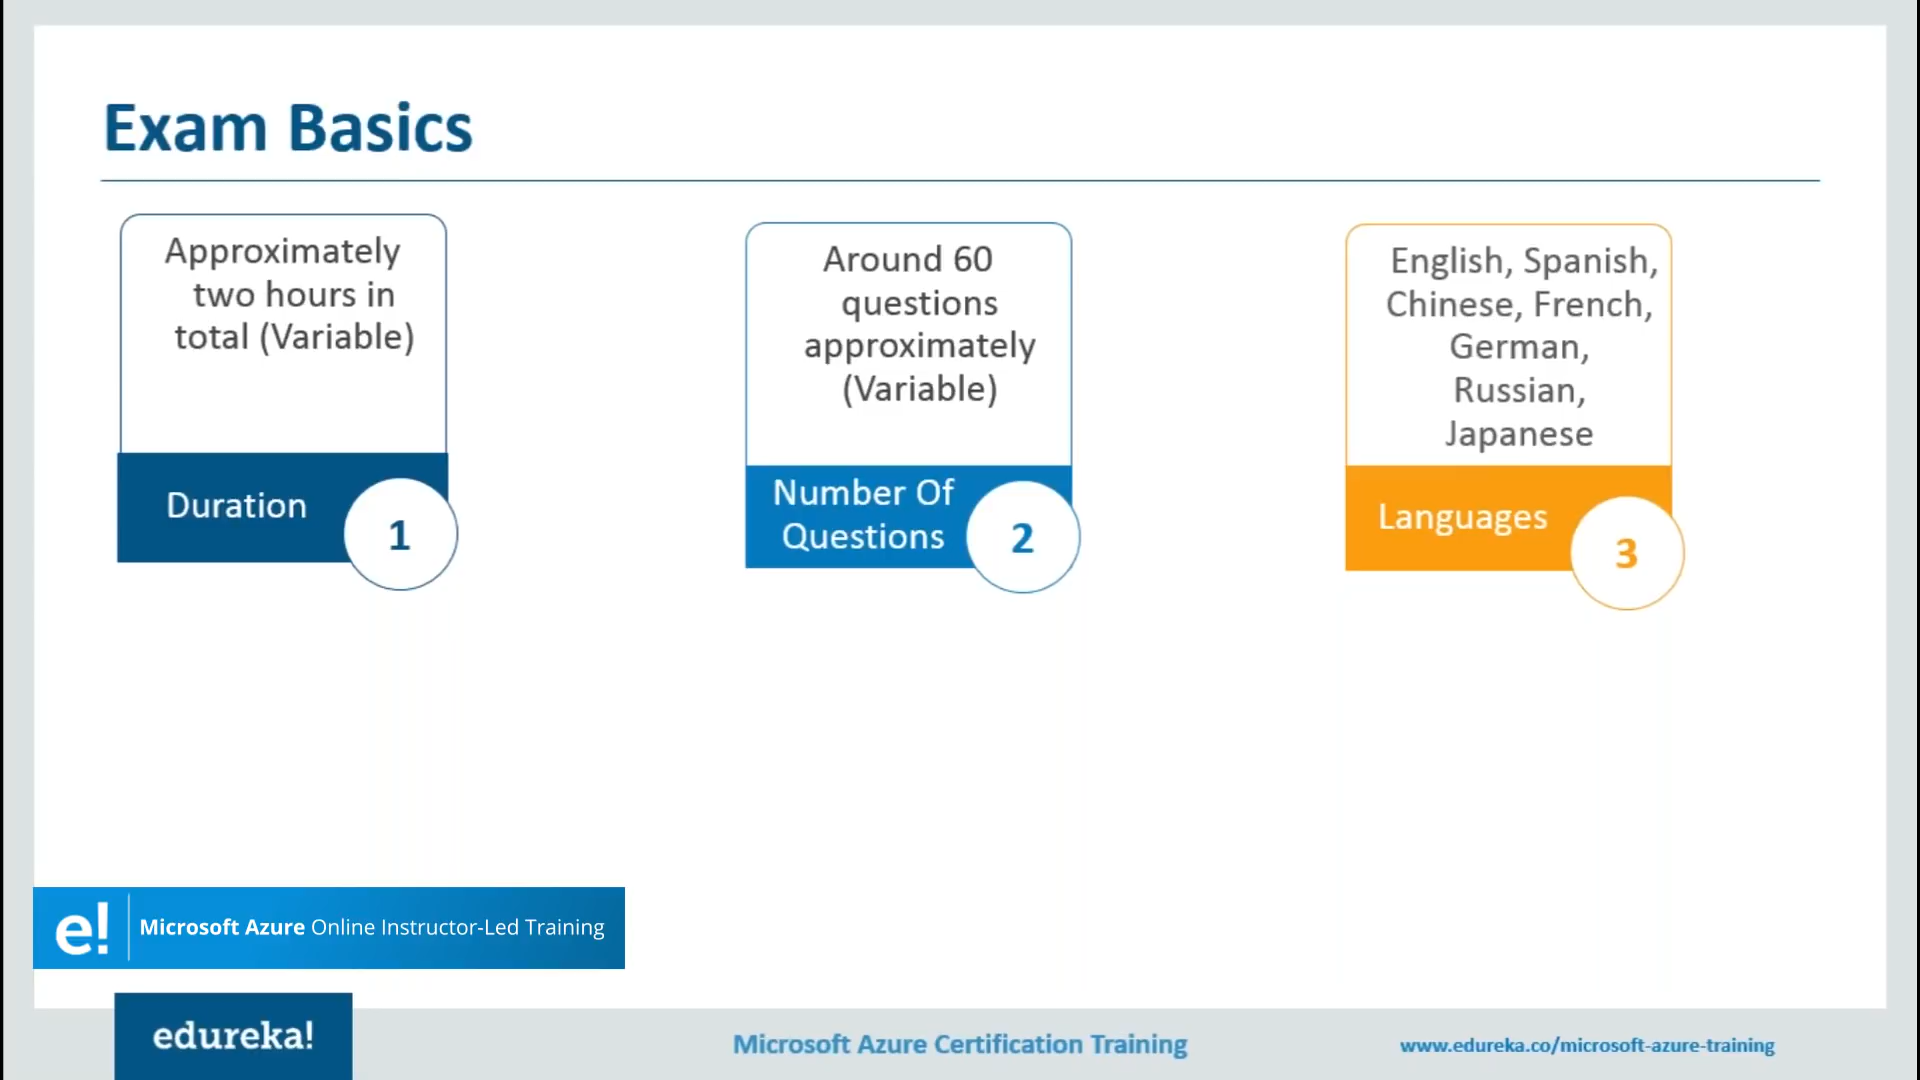 Exam Basics
Approximately
two hours in
total (Variable)
Duration
1
Around 60
questions
approximately
(Variable)
Number Of
Questions
2
English, Spanish,
Chinese, French,
German,
Russian,
Japanese
Languages
3
e! Microsoft Azure Online Instructor-Led Training
edureka!
Microsoft Azure Certification Training
www.edureka.co/microsoft-azure-training